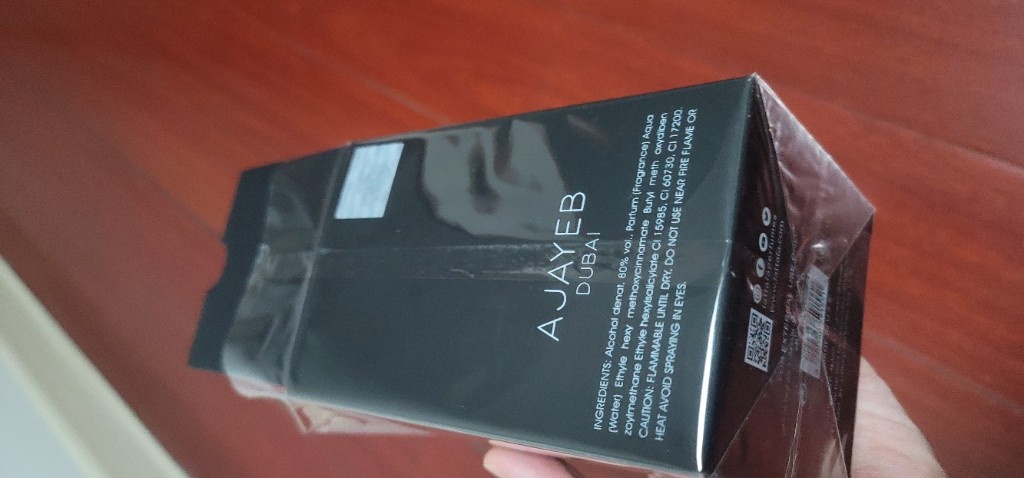 AJAYEB
DUBAI
INGREDIENTS: Alcohol denat, 80% vol., Parfum (Fragrance) Aqua
(Water) Ethyle hexy methoxycinnamate Butyl meth oxydiben
zoylmethane Ethyle hexylsalicylate CI 15985, CI 60730, CI 17200.
CAUTION: FLAMMABLE UNTIL DRY. DO NOT USE NEAR FIRE FLAME OR
HEAT AVOID SPRAYING IN EYES.